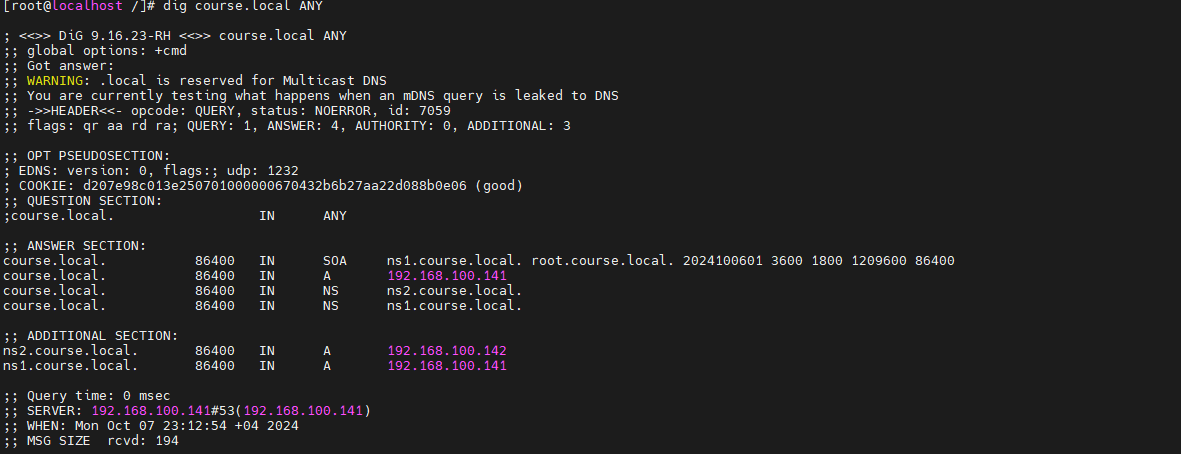 [root@localhost /]# dig course.local ANY
; <<>> DiG 9.16.23-RH <<>> course.local ANY
;; global options: +cmd
;; Got answer:
;; WARNING: .local is reserved for Multicast DNS
;; You are currently testing what happens when an mDNS query is leaked to DNS
;; ->>HEADER<<- opcode: QUERY, status: NOERROR, id: 7059
;; flags: qr aa rd ra; QUERY: 1, ANSWER: 4, AUTHORITY: 0, ADDITIONAL: 3
;; OPT PSEUDOSECTION:
; EDNS: version: 0, flags:; udp: 1232
; COOKIE: d207e98c013e250701000000670432b6b27aa22d088b0e06 (good)
;; QUESTION SECTION:
;course.local. IN ANY
;; ANSWER SECTION:
course.local. 86400 IN SOA ns1.course.local. root.course.local. 2024100601 3600 1800 1209600 86400
course.local. 86400 IN A 192.168.100.141
course.local. 86400 IN NS ns2.course.local.
course.local. 86400 IN NS ns1.course.local.
;; ADDITIONAL SECTION:
ns2.course.local. 86400 IN A 192.168.100.142
ns1.course.local. 86400 IN A 192.168.100.141
;; Query time: 0 msec
;; SERVER: 192.168.100.141#53(192.168.100.141)
;; WHEN: Mon Oct 07 23:12:54 +04 2024
;; MSG SIZE rcvd: 194